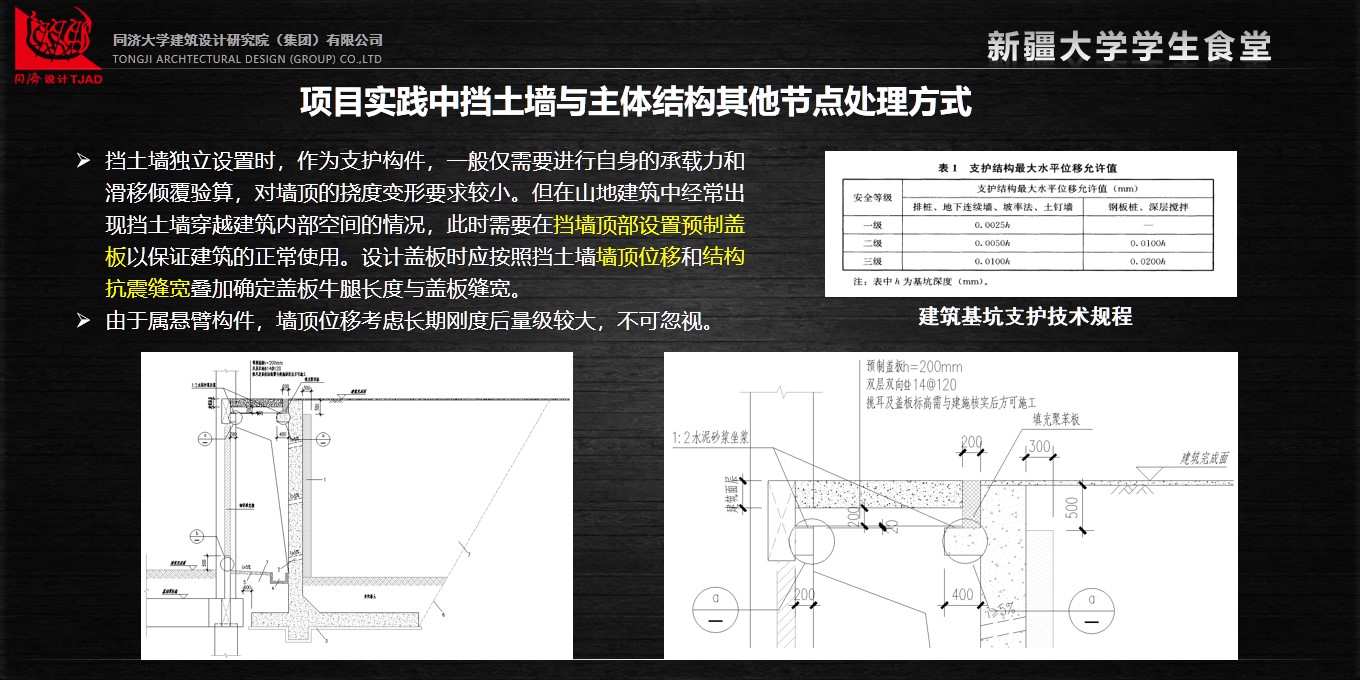 同济大学建筑设计研究院（集团）有限公司
TONGJI ARCHTECTURAL DESIGN (GROUP) CO.,LTD
同济设计TJAD
新疆大学学生食堂
项目实践中挡土墙与主体结构其他节点处理方式
➢ 挡土墙独立设置时，作为支护构件，一般仅需要进行自身的承载力和
滑移倾覆验算，对墙顶的挠度变形要求较小。但在山地建筑中经常出
现挡土墙穿越建筑内部空间的情况，此时需要在挡墙顶部设置预制盖
板以保证建筑的正常使用。设计盖板时应按照挡土墙墙顶位移和结构
抗震缝宽叠加确定盖板牛腿长度与盖板缝宽。
➢ 由于属悬臂构件，墙顶位移考虑长期刚度后量级较大，不可忽视。
表 1 支护结构最大水平位移允许值
安全等级 支护结构最大水平位移允许值（mm）
排桩、地下连续墙、坡率法、土钉墙 钢板桩、深层搅拌
一级 0.0025h —
二级 0.0050h 0.0100h
三级 0.0100h 0.0200h
注：表中 h 为基坑深度（mm）。
建筑基坑支护技术规程
预制盖板h=200mm
双层双向⌀14@120
挑耳及盖板标高需与建施核实后方可施工
填充聚苯板
1:2水泥砂浆坐浆
200
300
建筑完成面
建筑面层
200
20
500
200
400
i≥5%
a
a